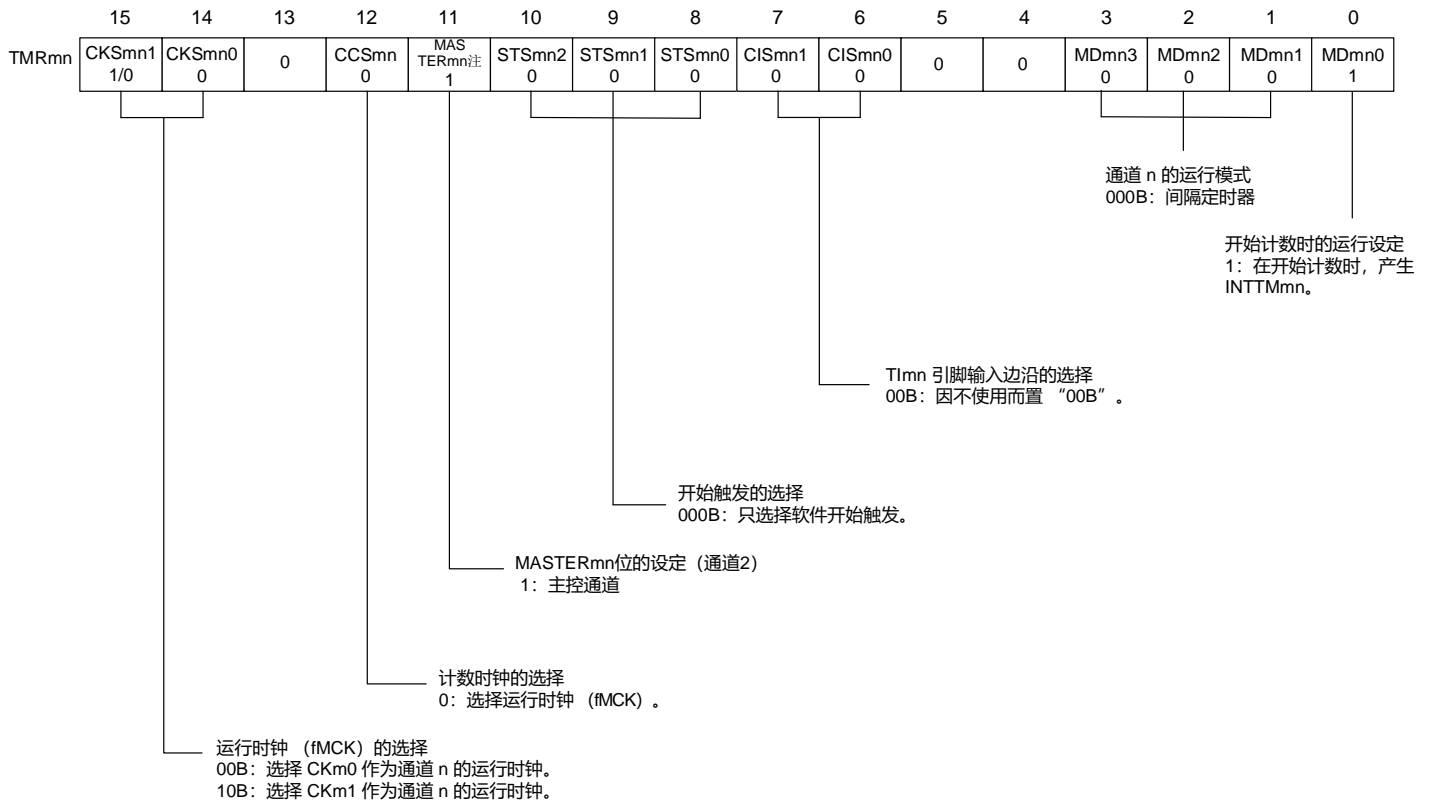 15 14 13 12 11 10 9 8 7 6 5 4 3 2 1 0
TMRmn
CKSmn1 CKSmn0 0 CCSmn MAS TERmn注 STSmn2 STSmn1 STSmn0 CISmn1 CISmn0 0 0 MDmn3 MDmn2 MDmn1 MDmn0
1/0 0 0 1 0 0 0 0 0 0 0 0 1
通道 n 的运行模式
000B：间隔定时器
开始计数时的运行设定
1：在开始计数时，产生
INTTMmn。
TImn 引脚输入边沿的选择
00B：因不使用而置 “00B”。
开始触发的选择
000B：只选择软件开始触发。
MASTERmn位的设定（通道2）
1：主控通道
计数时钟的选择
0：选择运行时钟 （fMCK）。
运行时钟 （fMCK）的选择
00B：选择 CKm0 作为通道 n 的运行时钟。
10B：选择 CKm1 作为通道 n 的运行时钟。